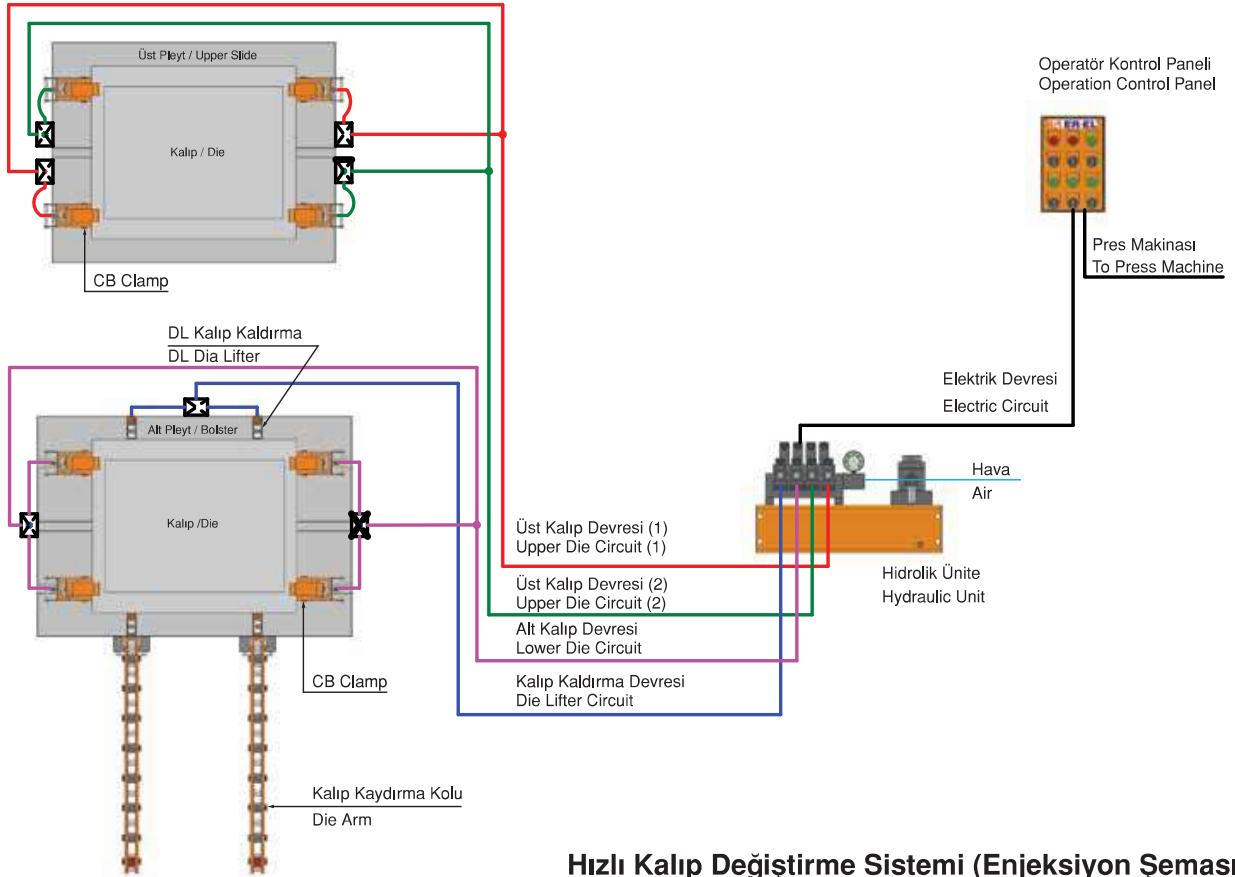 Üst Pleyt / Upper Slide
Kalıp / Die
CB Clamp
Operatör Kontrol Paneli
Operation Control Panel
ER-EL
Pres Makinası
To Press Machine
DL Kalıp Kaldırma
DL Dia Lifter
Alt Pleyt / Bolster
Kalıp /Die
CB Clamp
Kalıp Kaydırma Kolu
Die Arm
Elektrik Devresi
Electric Circuit
Hava
Air
Hidrolik Ünite
Hydraulic Unit
Üst Kalıp Devresi (1)
Upper Die Circuit (1)
Üst Kalıp Devresi (2)
Upper Die Circuit (2)
Alt Kalıp Devresi
Lower Die Circuit
Kalıp Kaldırma Devresi
Die Lifter Circuit
Hızlı Kalıp Değiştirme Sistemi (Enjeksiyon Şeması